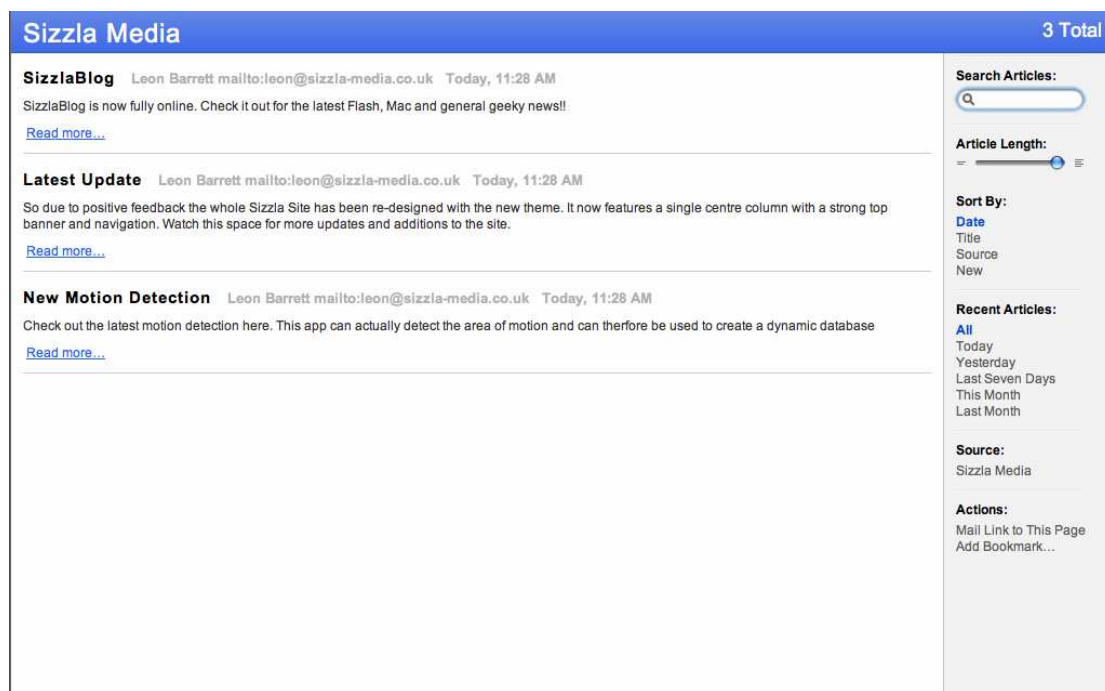 Sizzla Media
3 Total
SizzlaBlog Leon Barrett mailto:leon@sizzla-media.co.uk Today, 11:28 AM
SizzlaBlog is now fully online. Check it out for the latest Flash, Mac and general geeky news!!
Read more...
Latest Update Leon Barrett mailto:leon@sizzla-media.co.uk Today, 11:28 AM
So due to positive feedback the whole Sizzla Site has been re-designed with the new theme. It now features a single centre column with a strong top
banner and navigation. Watch this space for more updates and additions to the site.
Read more...
New Motion Detection Leon Barrett mailto:leon@sizzla-media.co.uk Today, 11:28 AM
Check out the latest motion detection here. This app can actually detect the area of motion and can therfore be used to create a dynamic database
Read more...
Search Articles:
Article Length:
Sort By:
Date
Title
Source
New
Recent Articles:
All
Today
Yesterday
Last Seven Days
This Month
Last Month
Source:
Sizzla Media
Actions:
Mail Link to This Page
Add Bookmark...